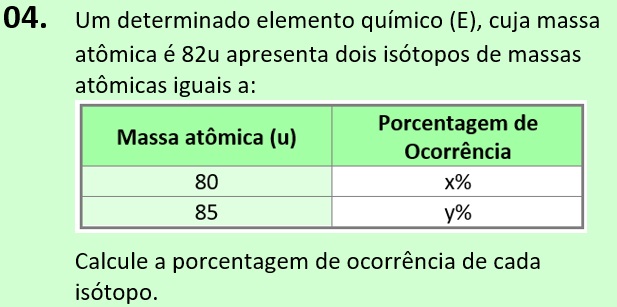 04. Um determinado elemento químico (E), cuja massa
atômica é 82u apresenta dois isótopos de massas
atômicas iguais a:
Massa atômica (u) Porcentagem de
Ocorrência
80 x%
85 y%
Calcule a porcentagem de ocorrência de cada
isótopo.